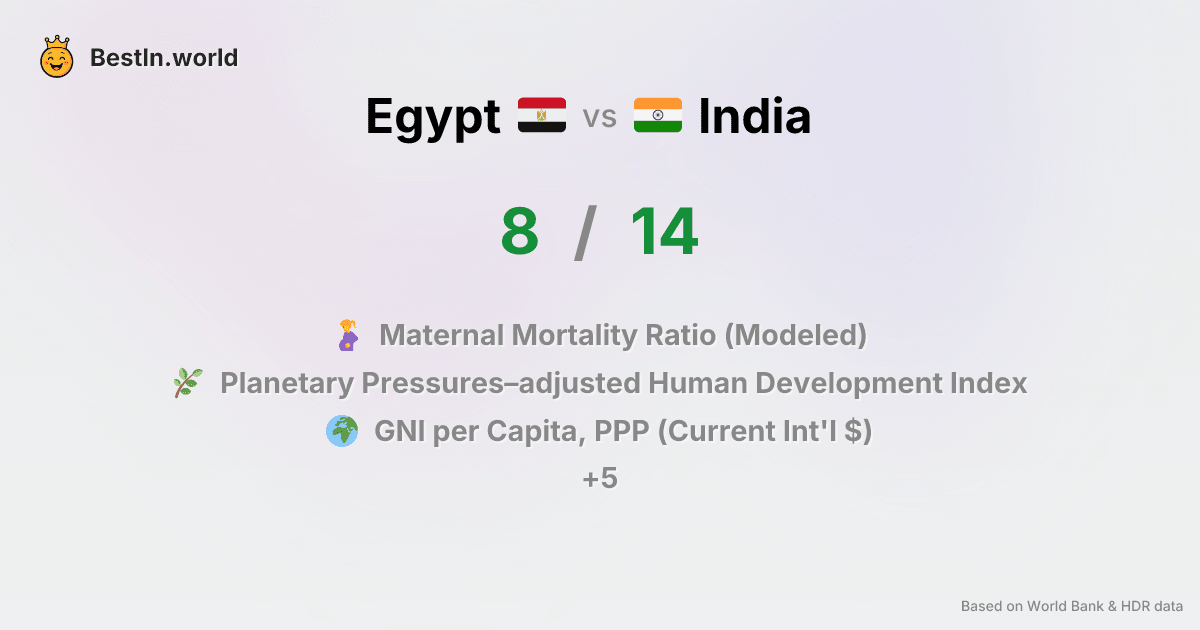 BestIn.world
Egypt vs India
8 / 14
Maternal Mortality Ratio (Modeled)
Planetary Pressures–adjusted Human Development Index
GNI per Capita, PPP (Current Int'l $)
+5
Based on World Bank & HDR data